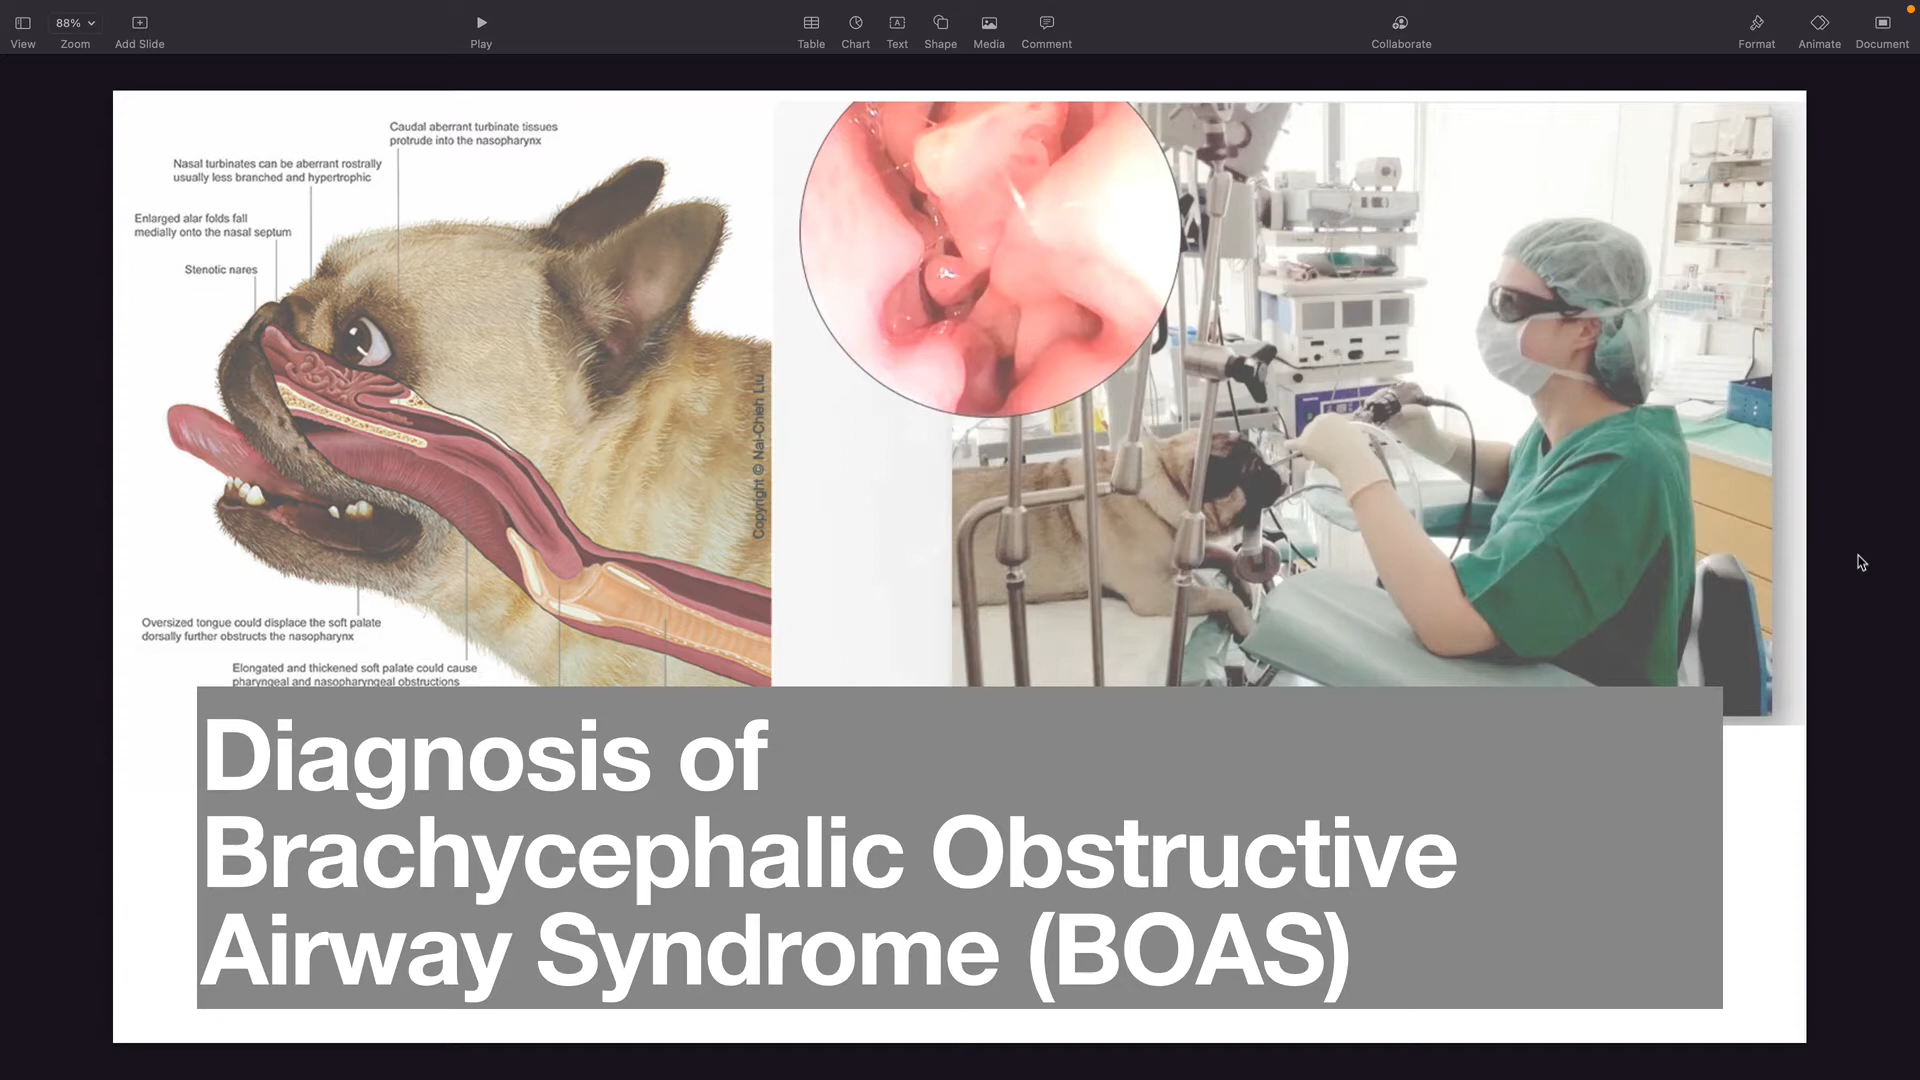 88%
View
Zoom
Add Slide
Play
Table
Chart
Text
Shape
Media
Comment
Collaborate
Format
Animate
Document
Caudal aberrant turbinate tissues
protrude into the nasopharynx
Nasal turbinates can be aberrant rostrally
usually less branched and hypertrophic
Enlarged alar folds fall
medially onto the nasal septum
Stenotic nares
Copyright © Nai-Chieh Liu
Oversized tongue could displace the soft palate
dorsally further obstructs the nasopharynx
Elongated and thickened soft palate could cause
pharyngeal and nasopharyngeal obstructions
Diagnosis of
Brachycephalic Obstructive
Airway Syndrome (BOAS)